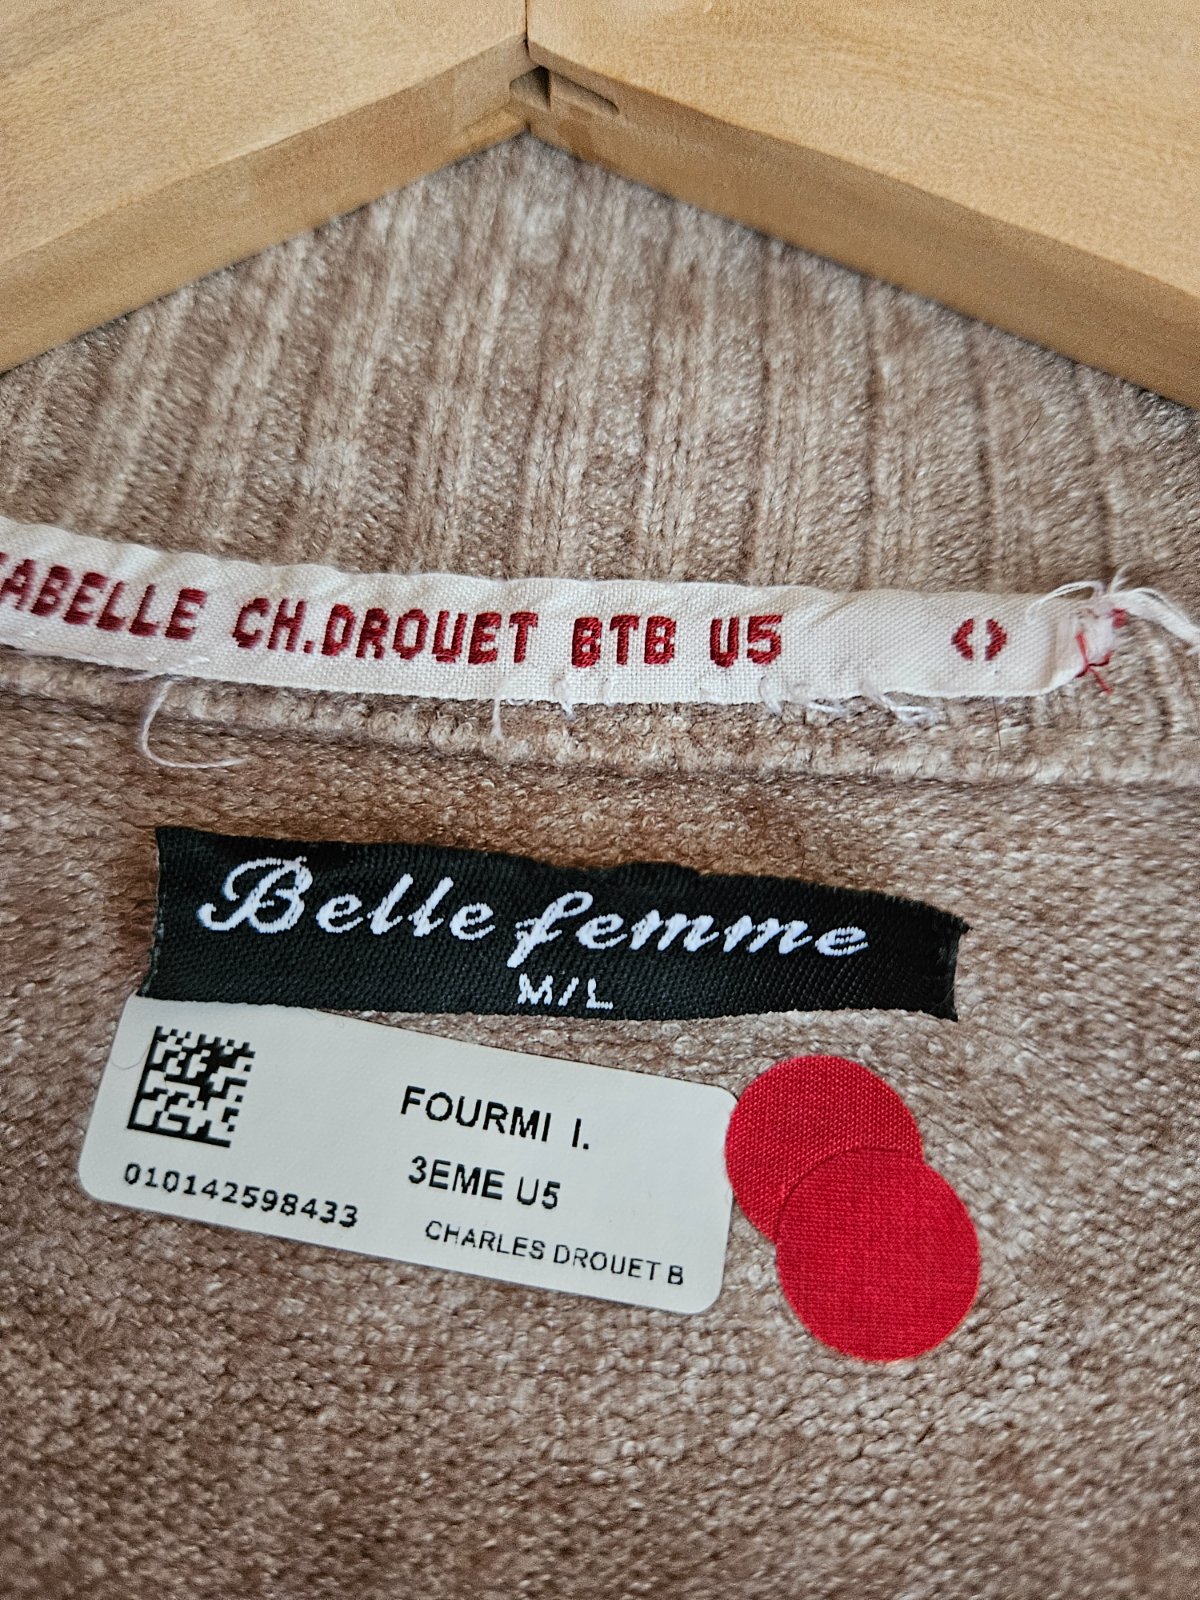 ABELLE CH.DROUET BTB U5 <>
Belle femme
M/L
FOURMI I.
3EME U5
010142598433
CHARLES DROUET B